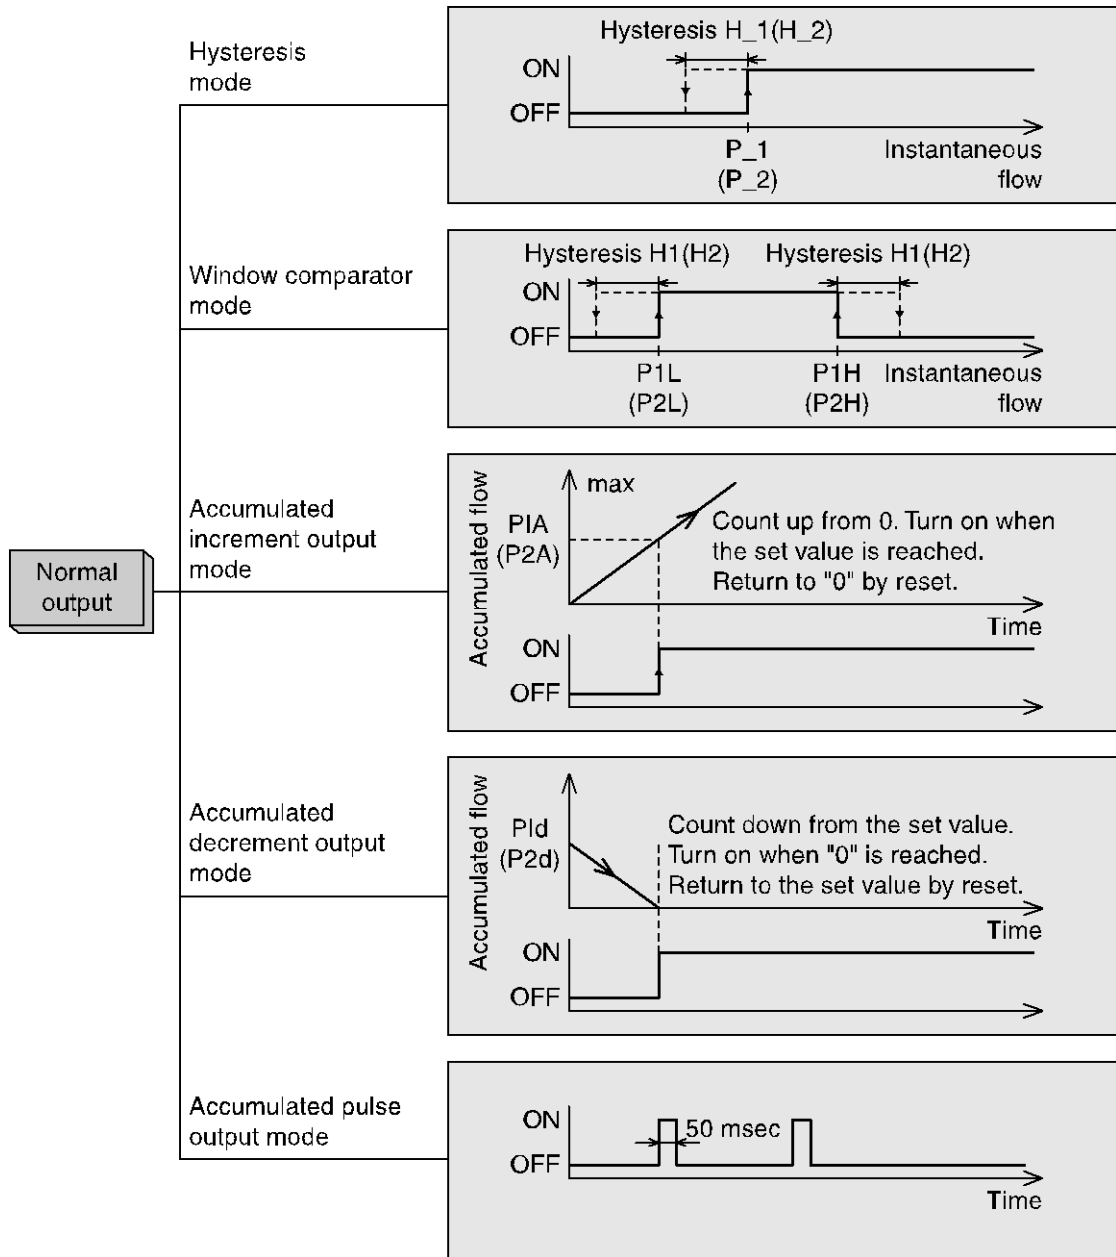 Normal
output
Hysteresis
mode
Hysteresis H_1(H_2)
ON
OFF
P_1
(P_2)
Instantaneous
flow
Window comparator
mode
Hysteresis H1(H2)
Hysteresis H1(H2)
ON
OFF
P1L
(P2L)
P1H
(P2H)
Instantaneous
flow
Accumulated
increment output
mode
Accumulated flow
max
PIA
(P2A)
Count up from 0. Turn on when
the set value is reached.
Return to "0" by reset.
Time
ON
OFF
Accumulated
decrement output
mode
Accumulated flow
PId
(P2d)
Count down from the set value.
Turn on when "0" is reached.
Return to the set value by reset.
Time
ON
OFF
Accumulated pulse
output mode
ON
OFF
50 msec
Time